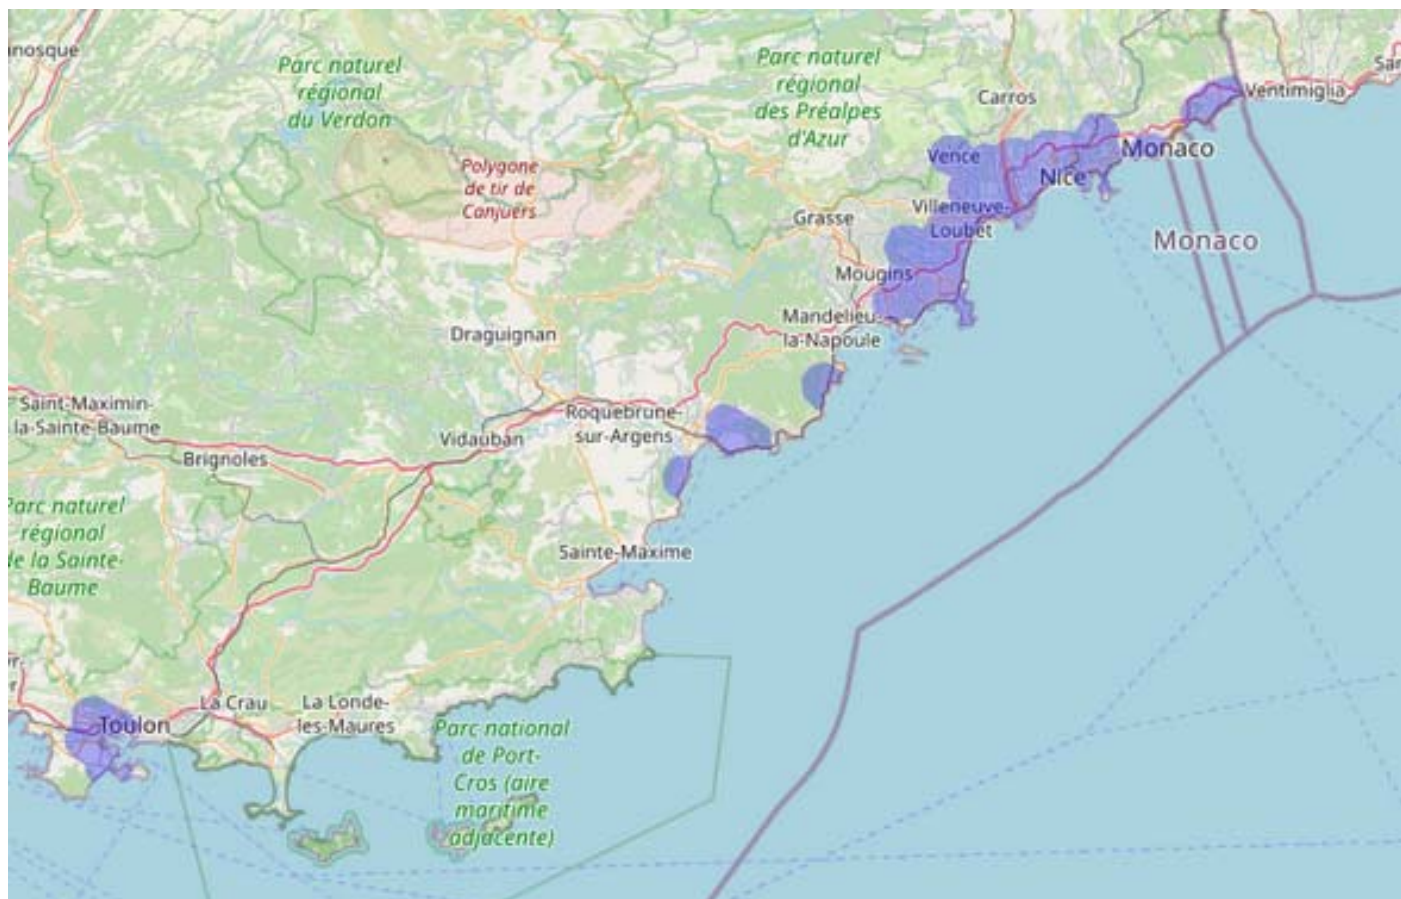 nosque
Parc naturel
régional
du Verdon
Parc naturel
régional
des Préalpes
d'Azur
Carros
Ventimiglia
Polygone
de tir de
Canjuers
Vence
Monaco
Nice
Grasse
Villeneuve-
Loubet
Monaco
Mougins
Mandelieu-
la-Napoule
Draguignan
Saint-Maximin-
la-Sainte-Baume
Roquebrune-
sur-Argens
Vidauban
Brignoles
Parc naturel
régional
de la Sainte-
Baume
Sainte-Maxime
La Crau
La Londe-
les-Maures
Toulon
Parc national
de Port-
Cros (aire
maritime
adjacente)